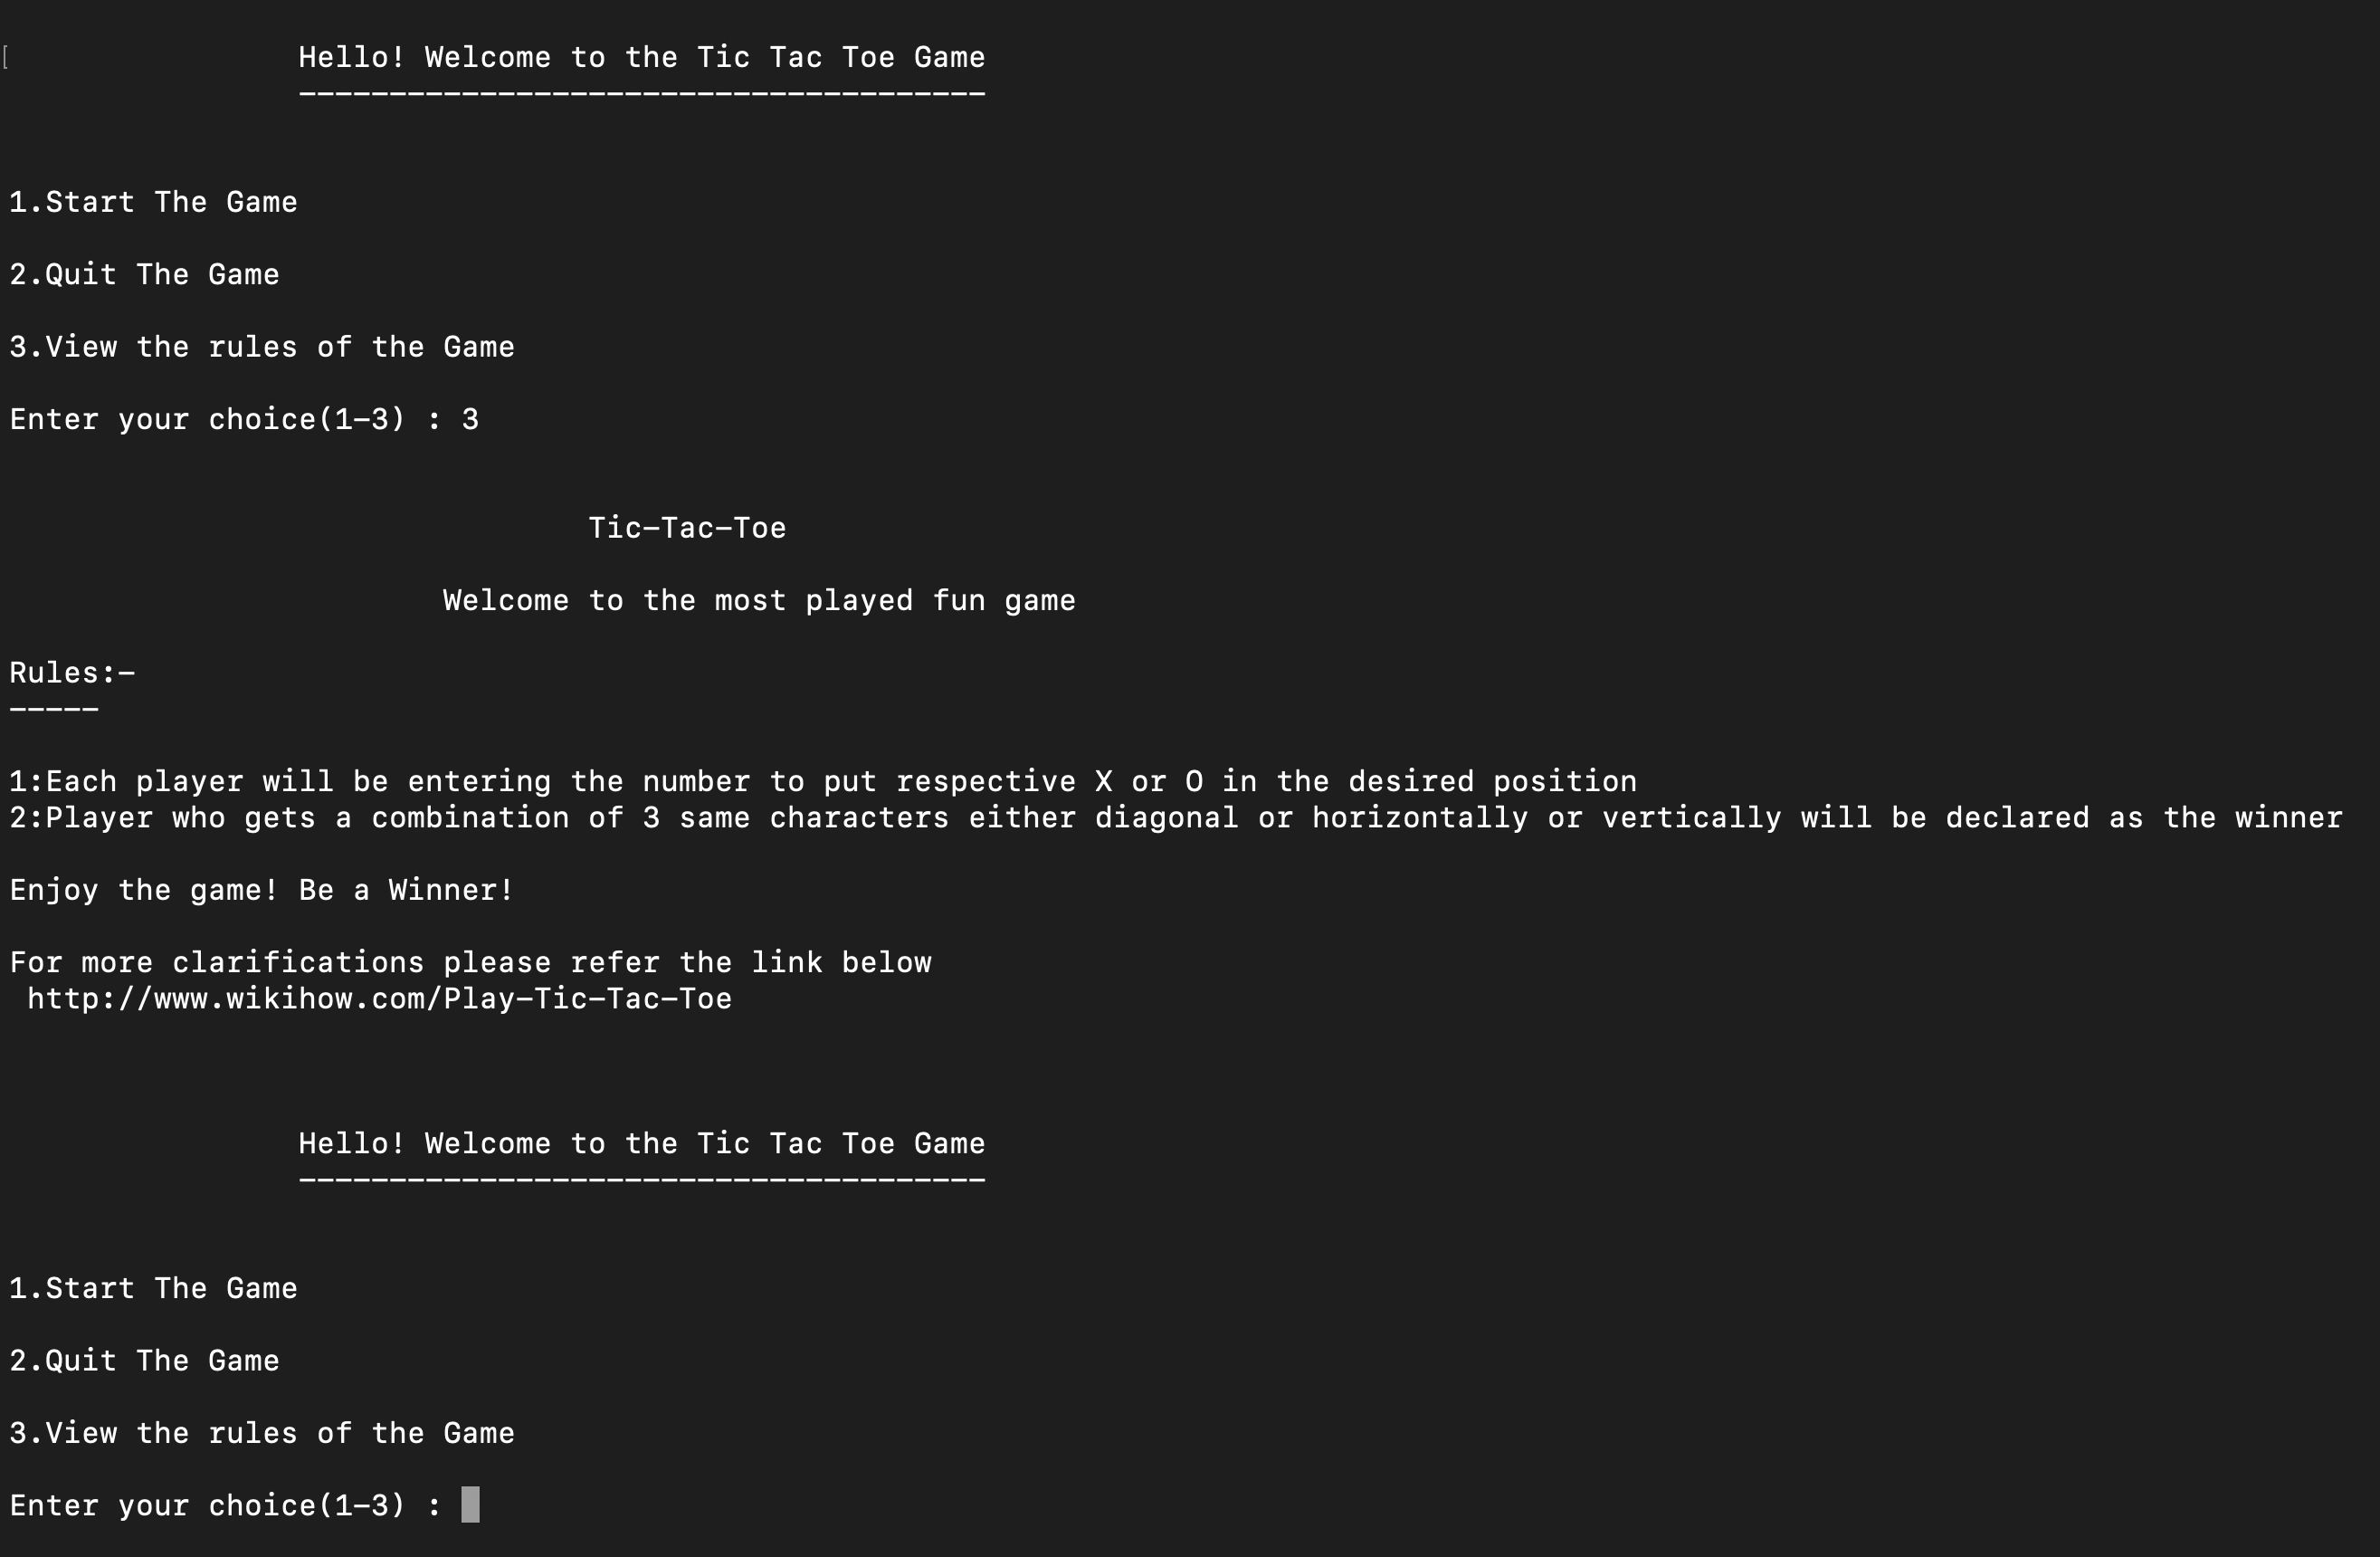 Hello! Welcome to the Tic Tac Toe Game
--------------------------------------
1.Start The Game
2.Quit The Game
3.View the rules of the Game
Enter your choice(1-3) : 3
Tic-Tac-Toe
Welcome to the most played fun game
Rules:-
-----
1:Each player will be entering the number to put respective X or O in the desired position
2:Player who gets a combination of 3 same characters either diagonal or horizontally or vertically will be declared as the winner
Enjoy the game! Be a Winner!
For more clarifications please refer the link below
http://www.wikihow.com/Play-Tic-Tac-Toe
Hello! Welcome to the Tic Tac Toe Game
--------------------------------------
1.Start The Game
2.Quit The Game
3.View the rules of the Game
Enter your choice(1-3) :